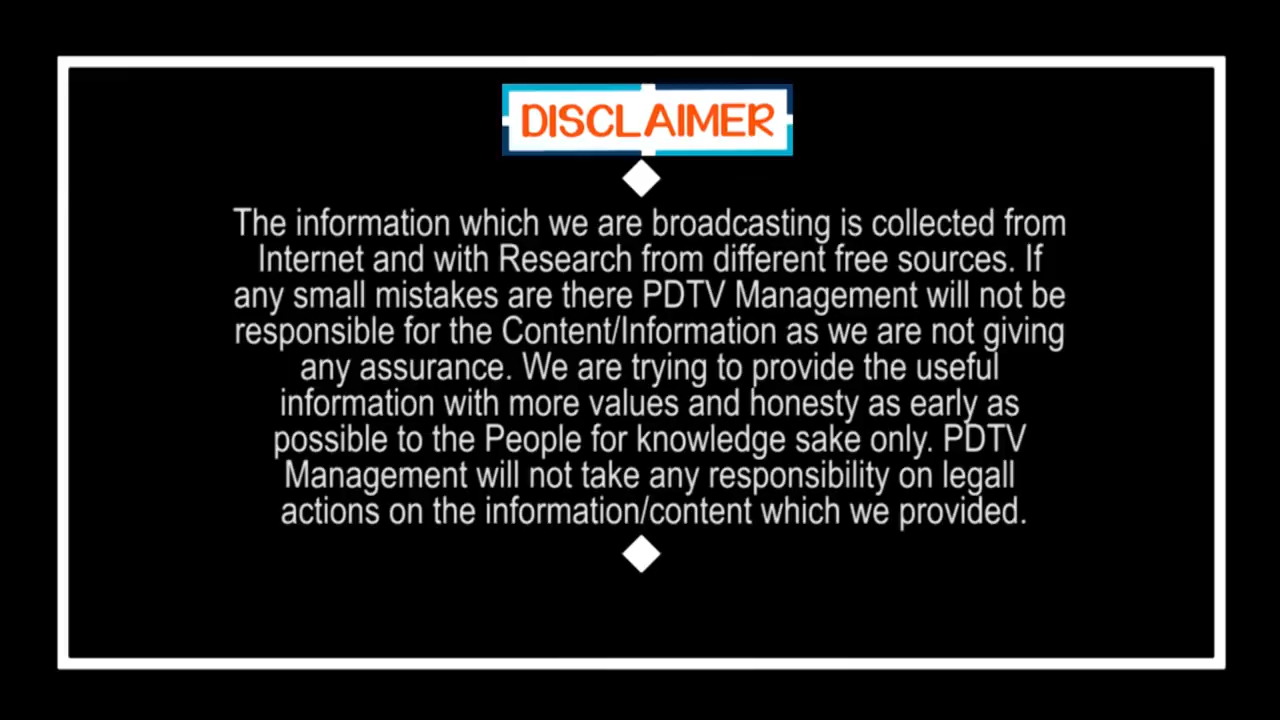 DISCLAIMER
The information which we are broadcasting is collected from
Internet and with Research from different free sources. If
any small mistakes are there PDTV Management will not be
responsible for the Content/Information as we are not giving
any assurance. We are trying to provide the useful
information with more values and honesty as early as
possible to the People for knowledge sake only. PDTV
Management will not take any responsibility on legall
actions on the information/content which we provided.